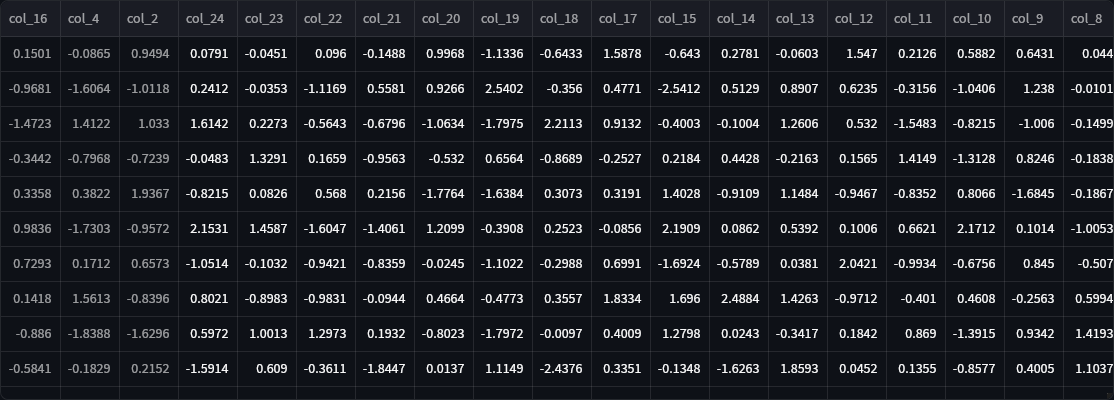 col_16 col_4 col_2 col_24 col_23 col_22 col_21 col_20 col_19 col_18 col_17 col_15 col_14 col_13 col_12 col_11 col_10 col_9 col_8
0.1501 -0.0865 0.9494 0.0791 -0.0451 0.096 -0.1488 0.9968 -1.1336 -0.6433 1.5878 -0.643 0.2781 -0.0603 1.547 0.2126 0.5882 0.6431 0.044
-0.9681 -1.6064 -1.0118 0.2412 -0.0353 -1.1169 0.5581 0.9266 2.5402 -0.356 0.4771 -2.5412 0.5129 0.8907 0.6235 -0.3156 -1.0406 1.238 -0.0101
-1.4723 1.4122 1.033 1.6142 0.2273 -0.5643 -0.6796 -1.0634 -1.7975 2.2113 0.9132 -0.4003 -0.1004 1.2606 0.532 -1.5483 -0.8215 -1.006 -0.1499
-0.3442 -0.7968 -0.7239 -0.0483 1.3291 0.1659 -0.9563 -0.532 0.6564 -0.8689 -0.2527 0.2184 0.4428 -0.2163 0.1565 1.4149 -1.3128 0.8246 -0.1838
0.3358 0.3822 1.9367 -0.8215 0.0826 0.568 0.2156 -1.7764 -1.6384 0.3073 0.3191 1.4028 -0.9109 1.1484 -0.9467 -0.8352 0.8066 -1.6845 -0.1867
0.9836 -1.7303 -0.9572 2.1531 1.4587 -1.6047 -1.4061 1.2099 -0.3908 0.2523 -0.0856 2.1909 0.0862 0.5392 0.1006 0.6621 2.1712 0.1014 -1.0053
0.7293 0.1712 0.6573 -1.0514 -0.1032 -0.9421 -0.8359 -0.0245 -1.1022 -0.2988 0.6991 -1.6924 -0.5789 0.0381 2.0421 -0.9934 -0.6756 0.845 -0.507
0.1418 1.5613 -0.8396 0.8021 -0.8983 -0.9831 -0.0944 0.4664 -0.4773 0.3557 1.8334 1.696 2.4884 1.4263 -0.9712 -0.401 0.4608 -0.2563 0.5994
-0.886 -1.8388 -1.6296 0.5972 1.0013 1.2973 0.1932 -0.8023 -1.7972 -0.0097 0.4009 1.2798 0.0243 -0.3417 0.1842 0.869 -1.3915 0.9342 1.4193
-0.5841 -0.1829 0.2152 -1.5914 0.609 -0.3611 -1.8447 0.0137 1.1149 -2.4376 0.3351 -0.1348 -1.6263 1.8593 0.0452 0.1355 -0.8577 0.4005 1.1037